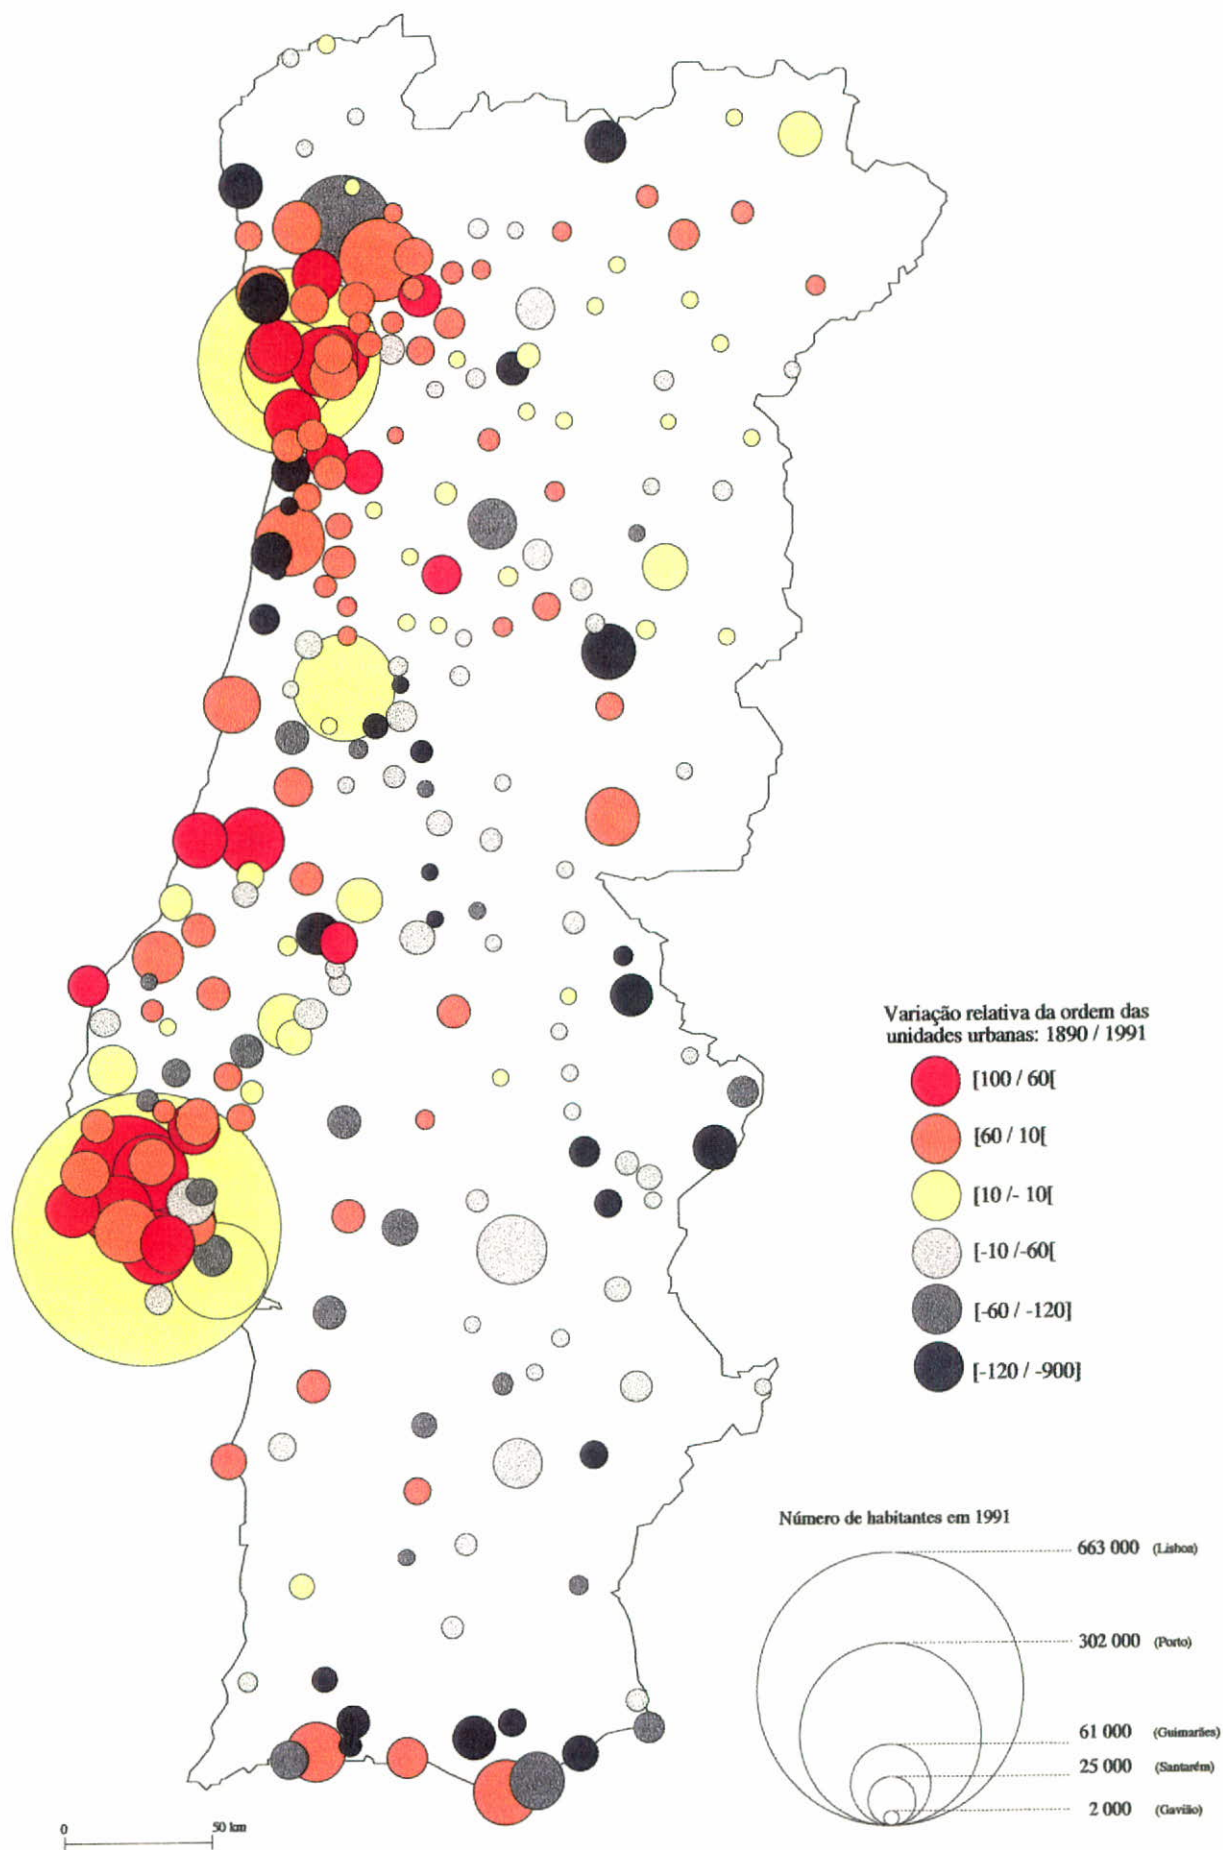 Variação relativa da ordem das
unidades urbanas: 1890 / 1991
[100 / 60[
[60 / 10[
[10 /- 10[
[-10 /-60[
[-60 / -120]
[-120 / -900]
Número de habitantes em 1991
663 000 (Lisboa)
302 000 (Porto)
61 000 (Guimarães)
25 000 (Santarém)
2 000 (Gavião)
0 50 km